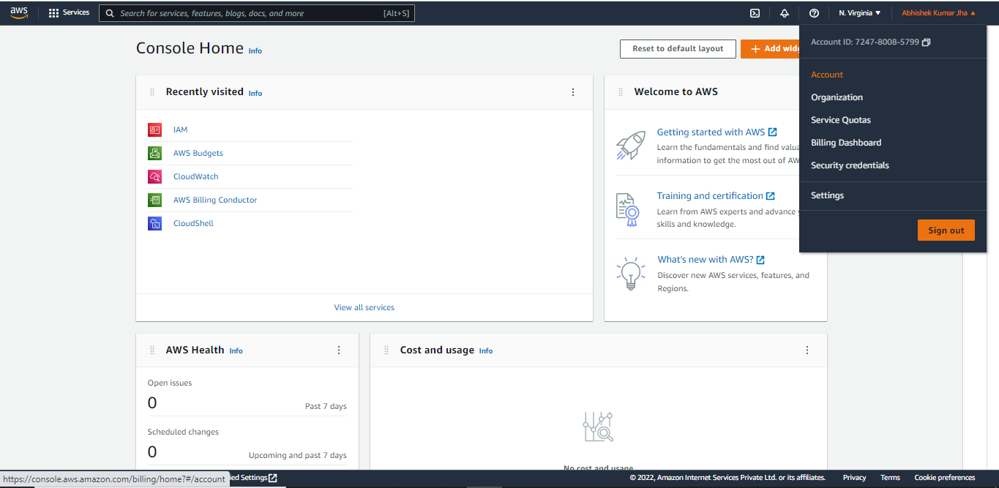 aws
Services
Search for services, features, blogs, docs, and more
[Alt+S]
N. Virginia ▼
Abhishek Kumar Jha ▲
Account ID: 7247-8008-5799
Account
Organization
Service Quotas
Billing Dashboard
Security credentials
Settings
Sign out
Console Home Info
Reset to default layout
+ Add widg
Recently visited Info
IAM
AWS Budgets
CloudWatch
AWS Billing Conductor
CloudShell
View all services
Welcome to AWS
Getting started with AWS
Learn the fundamentals and find valua
information to get the most out of AW
Training and certification
Learn from AWS experts and advance
skills and knowledge.
What's new with AWS?
Discover new AWS services, features, and
Regions.
AWS Health Info
Open issues
0
Past 7 days
Scheduled changes
0
Upcoming and past 7 days
Cost and usage Info
No cost and usage
https://console.aws.amazon.com/billing/home?#/account
ied Settings
© 2022, Amazon Internet Services Private Ltd. or its affiliates.
Privacy
Terms
Cookie preferences